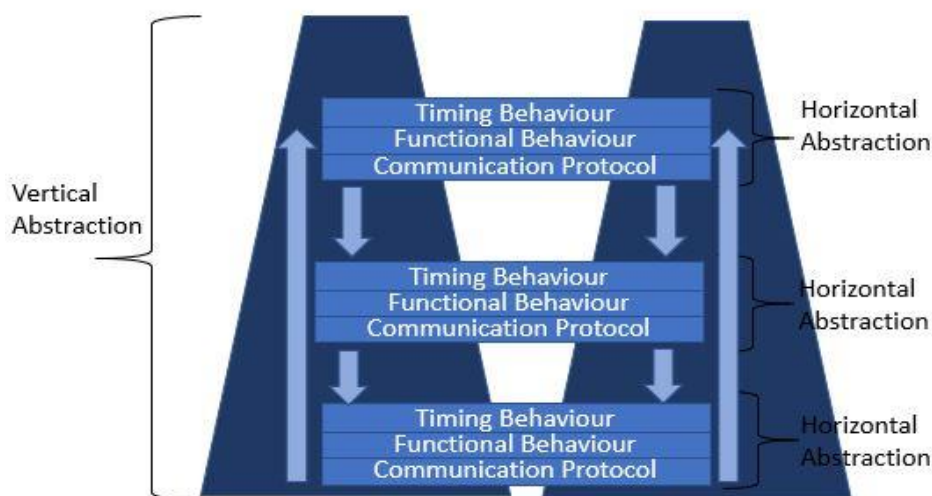 Timing Behaviour
Functional Behaviour
Communication Protocol
Horizontal
Abstraction
Vertical
Abstraction
Timing Behaviour
Functional Behaviour
Communication Protocol
Horizontal
Abstraction
Timing Behaviour
Functional Behaviour
Communication Protocol
Horizontal
Abstraction